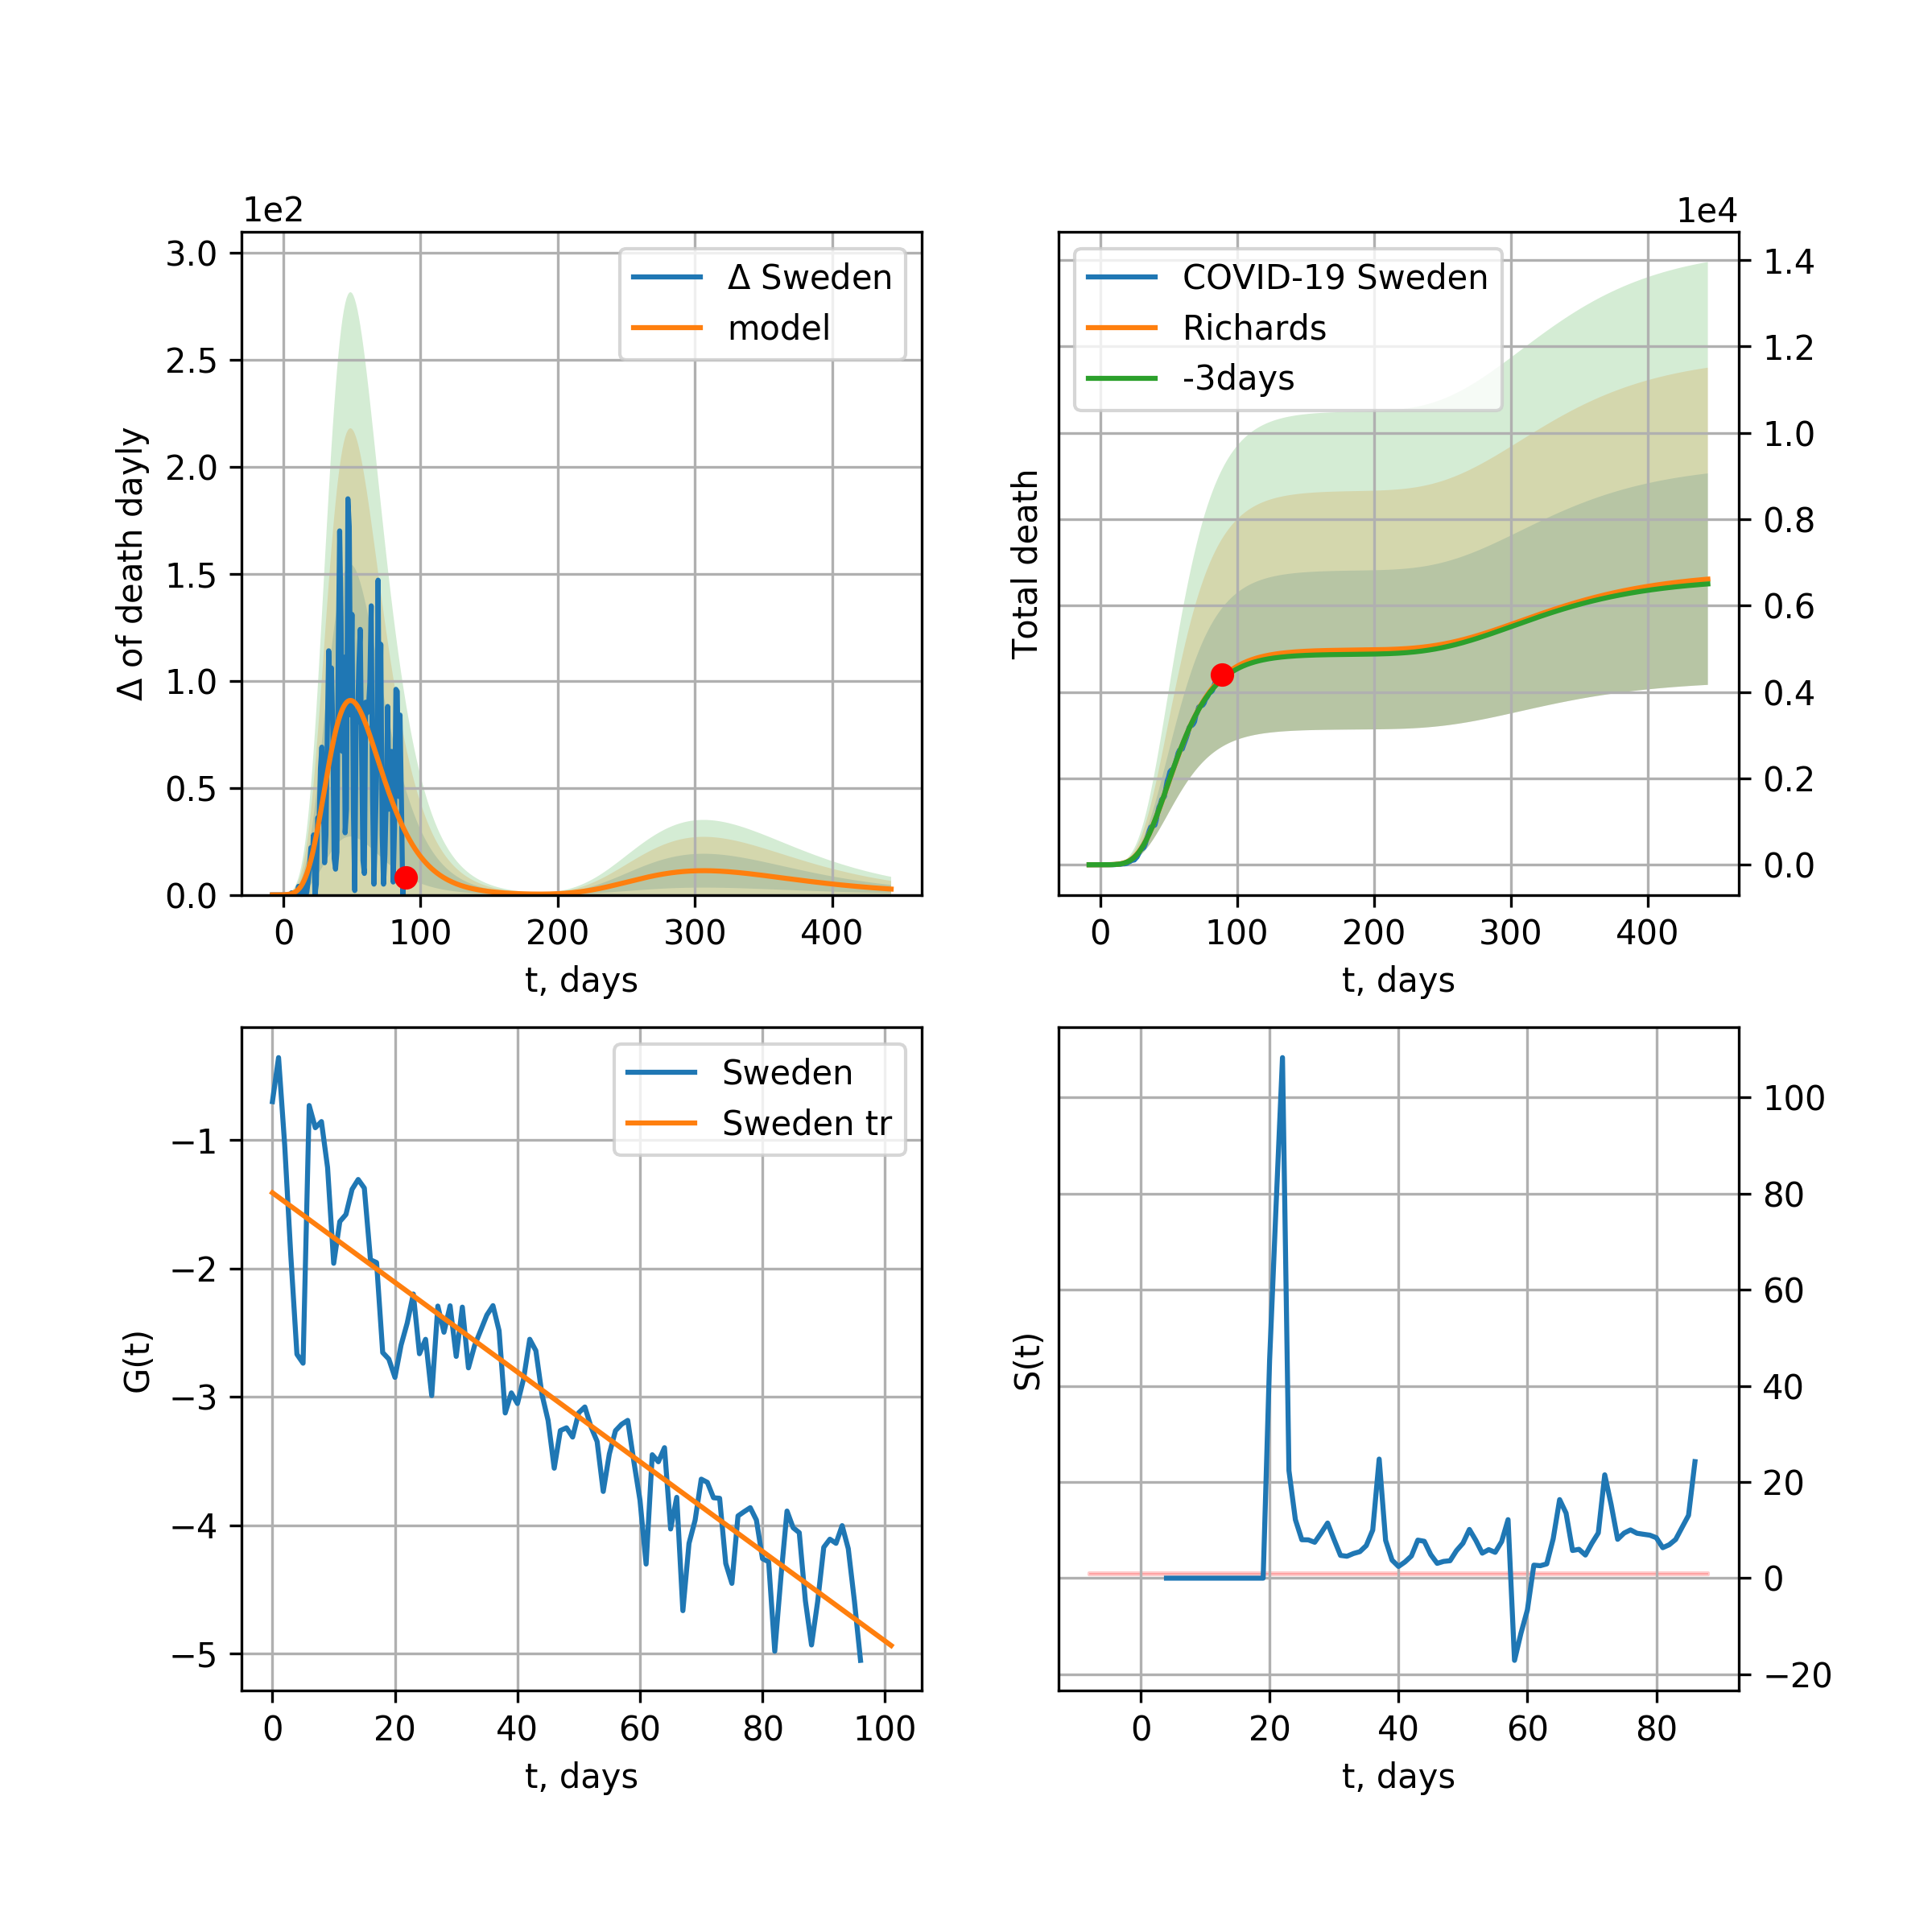 1e2
3.0
2.5
2.0
1.5
1.0
0.5
0.0
Δ of death dayly
Δ Sweden
model
0 100 200 300 400
t, days
1e4
COVID-19 Sweden
Richards
-3days
Total death
1.4
1.2
1.0
0.8
0.6
0.4
0.2
0.0
0 100 200 300 400
t, days
Sweden
Sweden tr
G(t)
−1
−2
−3
−4
−5
0 20 40 60 80 100
t, days
S(t)
100
80
60
40
20
0
−20
0 20 40 60 80
t, days